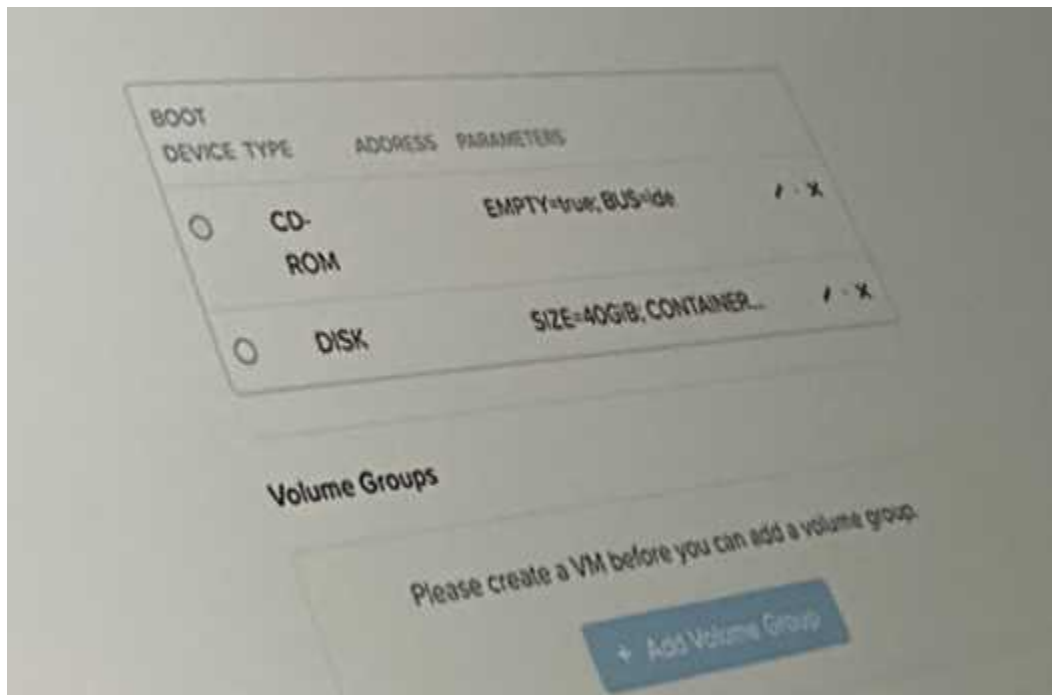 BOOT
DEVICE TYPE ADDRESS PARAMETERS
CD- EMPTY=true; BUS=ide
ROM
DISK SIZE=40GiB; CONTAINER...
Volume Groups
Please create a VM before you can add a volume group.
+ Add Volume Group